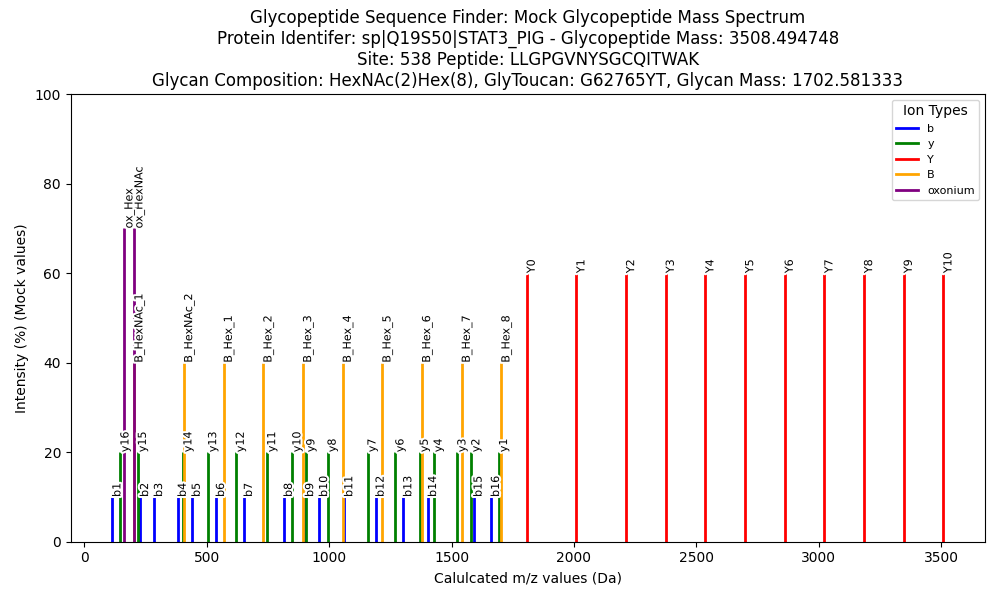 Glycopeptide Sequence Finder: Mock Glycopeptide Mass Spectrum
Protein Identifer: sp|Q19S50|STAT3_PIG - Glycopeptide Mass: 3508.494748
Site: 538 Peptide: LLGPGVNYSGCQITWAK
Glycan Composition: HexNAc(2)Hex(8), GlyToucan: G62765YT, Glycan Mass: 1702.581333
Intensity (%) (Mock values)
100
80
60
40
20
0
Ion Types
b
y
Y
B
oxonium
ox_Hex
ox_HexNAc
Y0
Y1
Y2
Y3
Y4
Y5
Y6
Y7
Y8
Y9
Y10
B_HexNAc_1
B_HexNAc_2
B_Hex_1
B_Hex_2
B_Hex_3
B_Hex_4
B_Hex_5
B_Hex_6
B_Hex_7
B_Hex_8
y16
y15
y14
y13
y12
y11
y10
y9
y8
y7
y6
y5
y4
y3
y2
y1
b1
b2
b3
b4
b5
b6
b7
b8
b9
b10
b11
b12
b13
b14
b15
b16
0
500
1000
1500
2000
2500
3000
3500
Calulcated m/z values (Da)